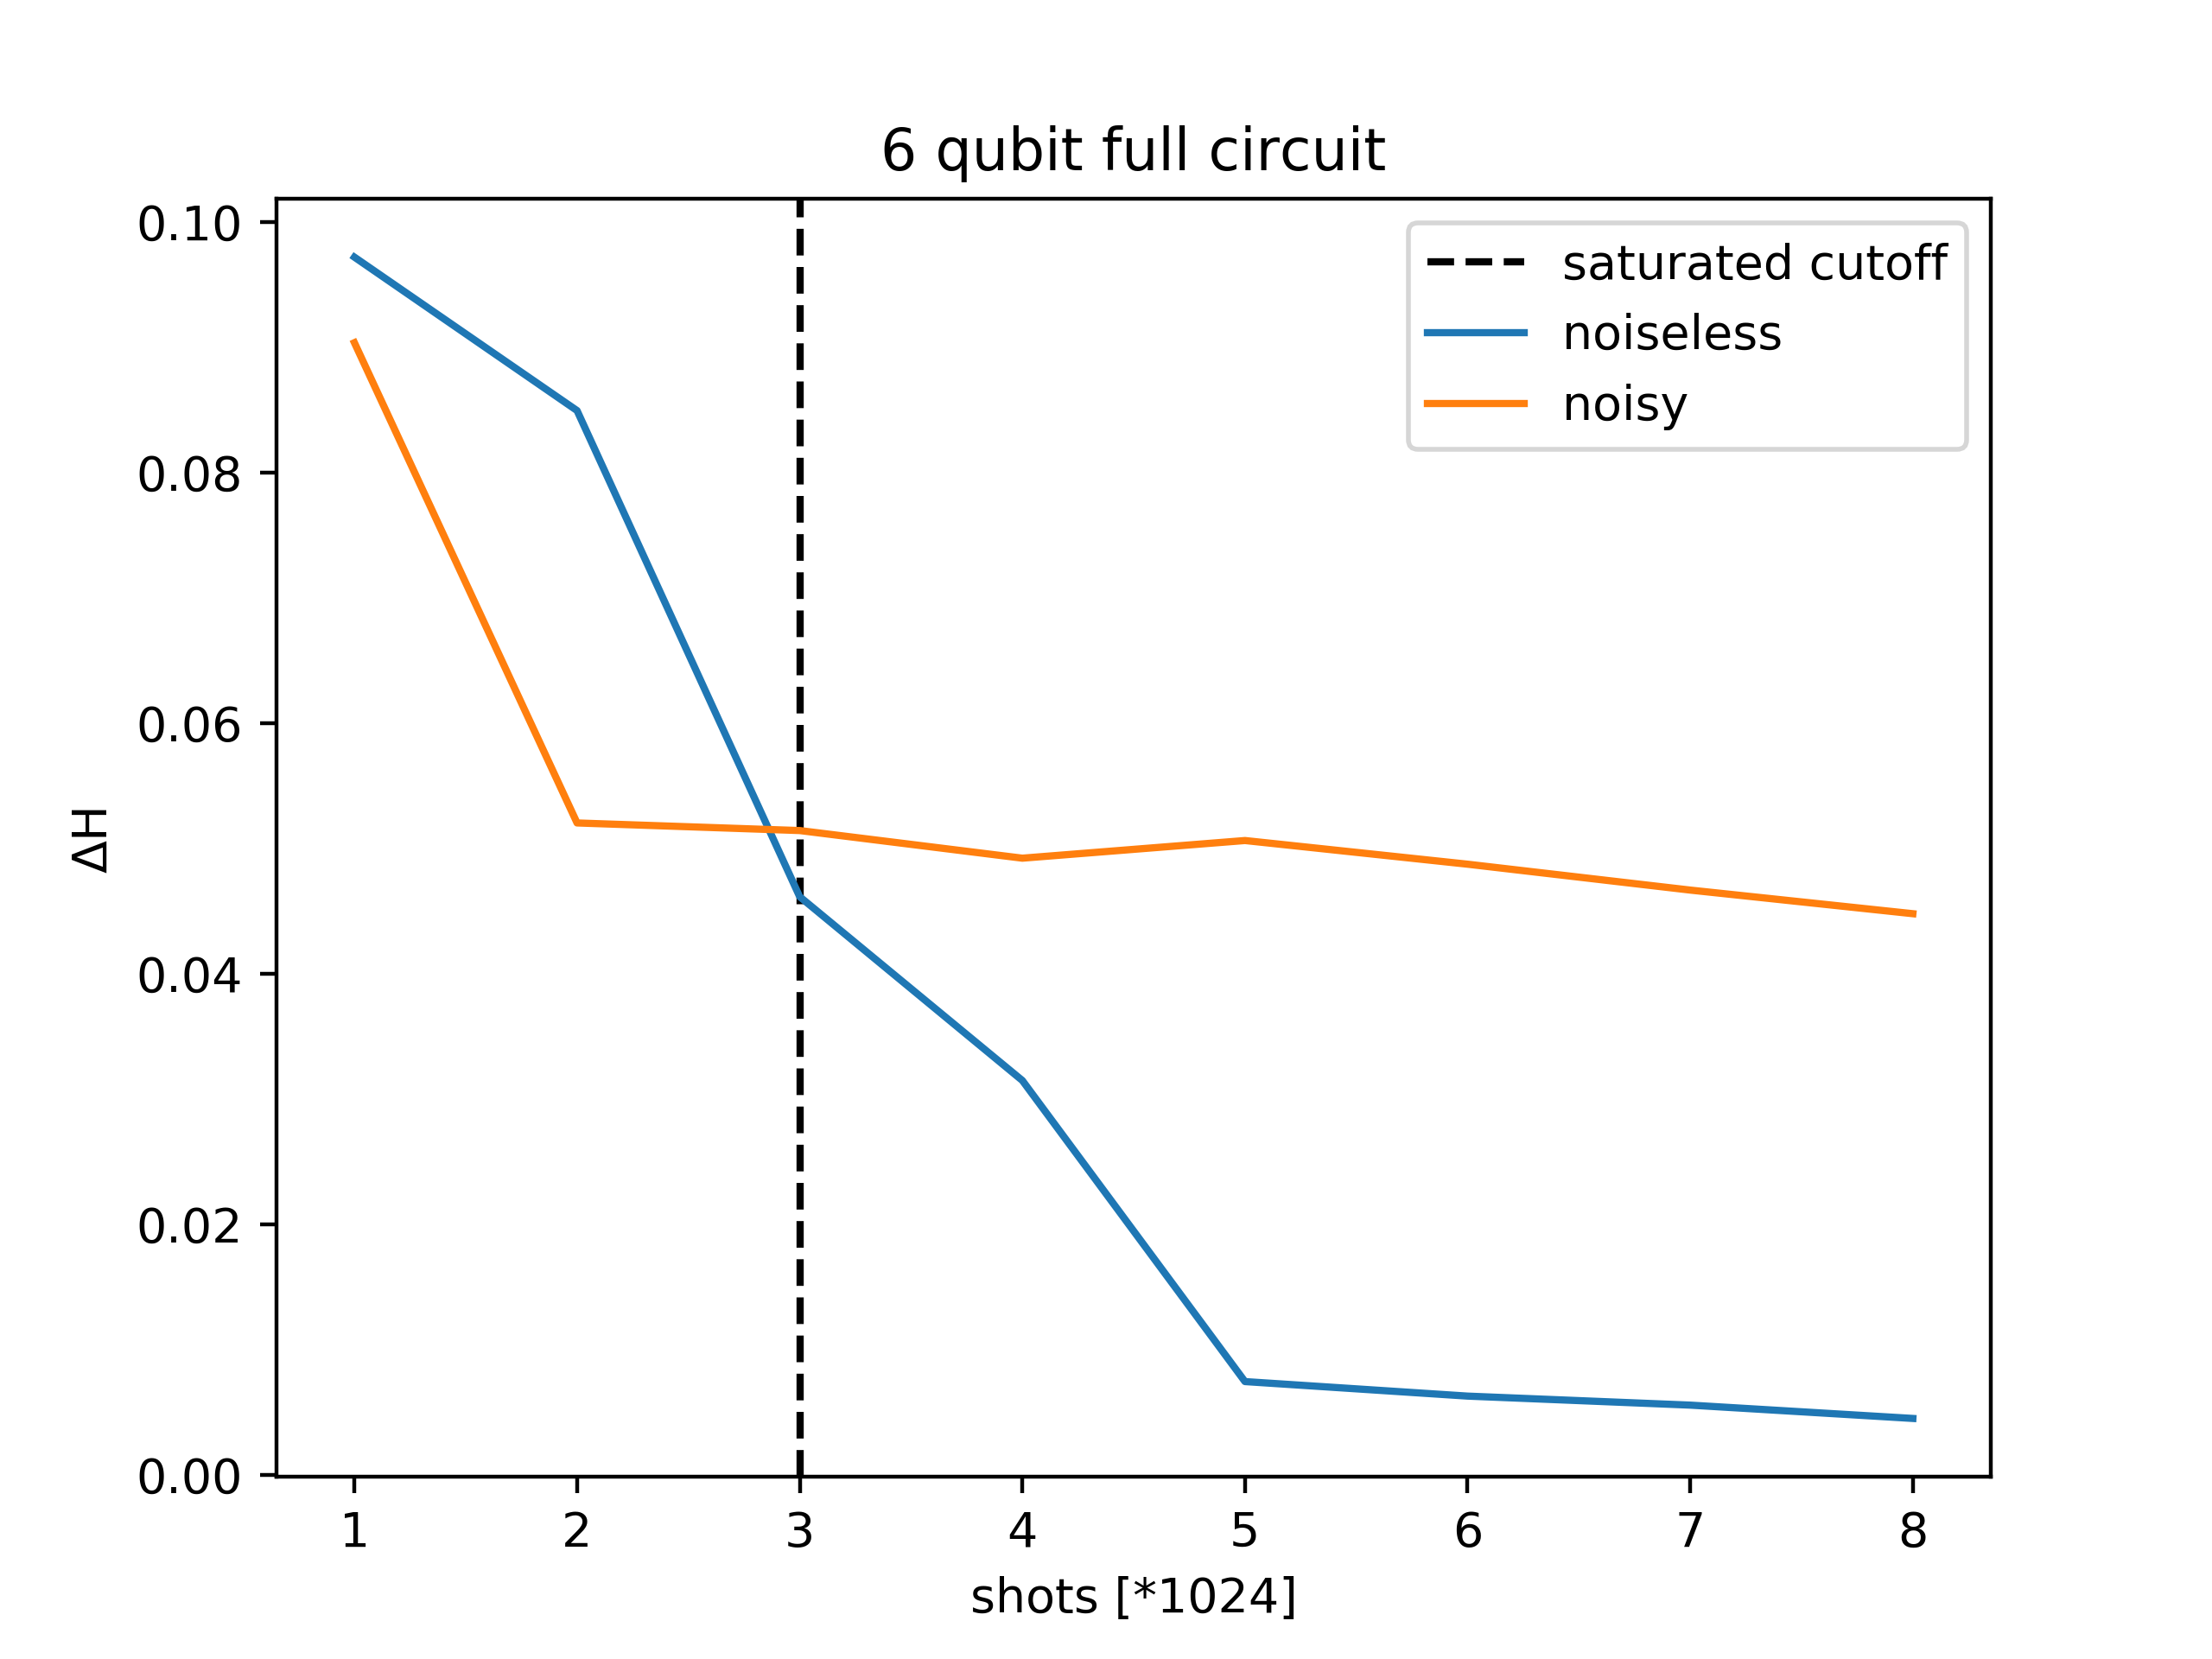 6 qubit full circuit
0.10
0.08
0.06
0.04
0.02
0.00
ΔH
saturated cutoff
noiseless
noisy
1 2 3 4 5 6 7 8
shots [*1024]